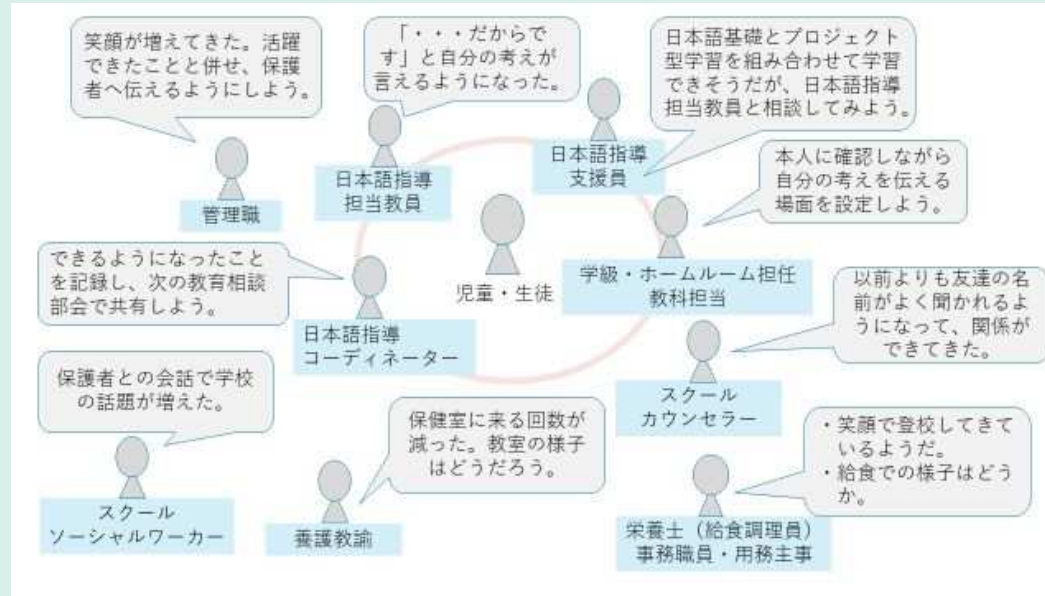 笑顔が増えてきた。活躍
できたことと併せ、保護
者へ伝えるようにしよう。
管理職
「・・・だからで
す」と自分の考えが
言えるようになった。
日本語指導
担当教員
日本語基礎とプロジェクト
型学習を組み合わせて学習
できそうだが、日本語指導
担当教員と相談してみよう。
日本語指導
支援員
本人に確認しながら
自分の考えを伝える
場面を設定しよう。
学級・ホームルーム担任
教科担当
児童・生徒
できるようになったこと
を記録し、次の教育相談
部会で共有しよう。
日本語指導
コーディネーター
以前よりも友達の名
前がよく聞かれるよ
うになって、関係が
できてきた。
スクール
カウンセラー
保護者との会話で学校
の話題が増えた。
スクール
ソーシャルワーカー
保健室に来る回数が
減った。教室の様子
はどうだろう。
養護教諭
・笑顔で登校してきて
いるようだ。
・給食での様子はどう
か。
栄養士（給食調理員）
事務職員・用務主事